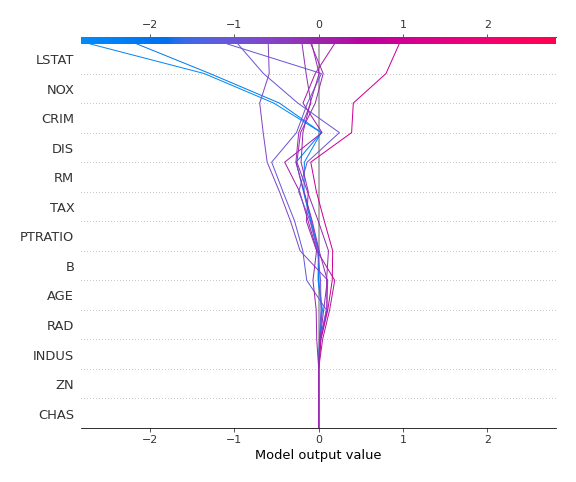 −2 −1 0 1 2
LSTAT
NOX
CRIM
DIS
RM
TAX
PTRATIO
B
AGE
RAD
INDUS
ZN
CHAS
−2 −1 0 1 2
Model output value